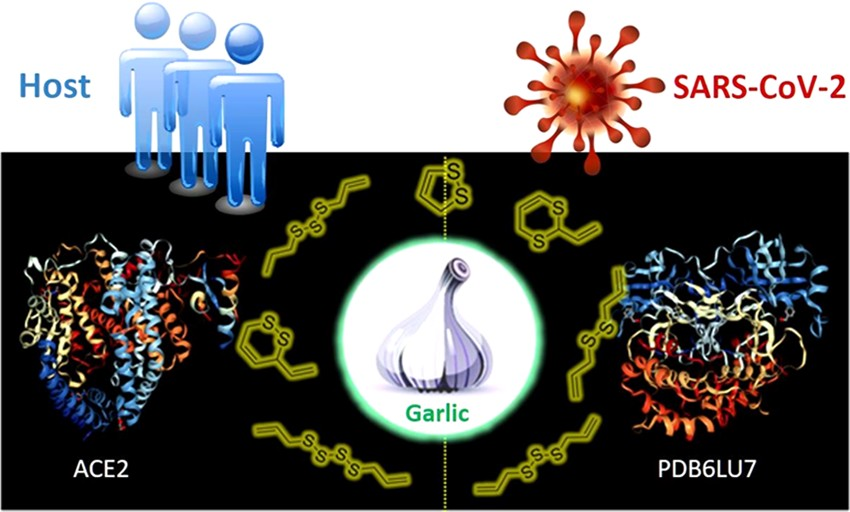 Host
SARS-CoV-2
Garlic
ACE2
PDB6LU7